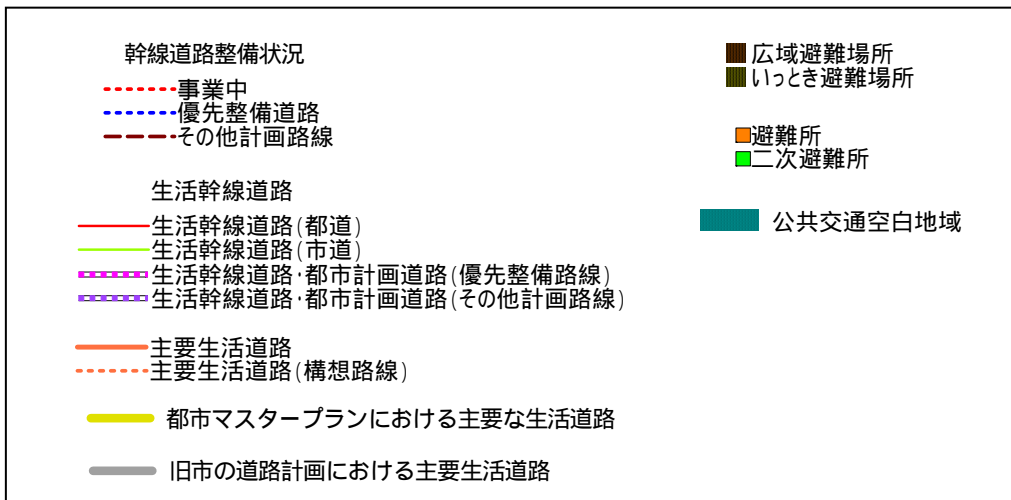 幹線道路整備状況
事業中
優先整備道路
その他計画路線
生活幹線道路
生活幹線道路(都道)
生活幹線道路(市道)
生活幹線道路・都市計画道路(優先整備路線)
生活幹線道路・都市計画道路(その他計画路線)
主要生活道路
主要生活道路(構想路線)
都市マスタープランにおける主要な生活道路
旧市の道路計画における主要生活道路
広域避難場所
いっとき避難場所
避難所
二次避難所
公共交通空白地域